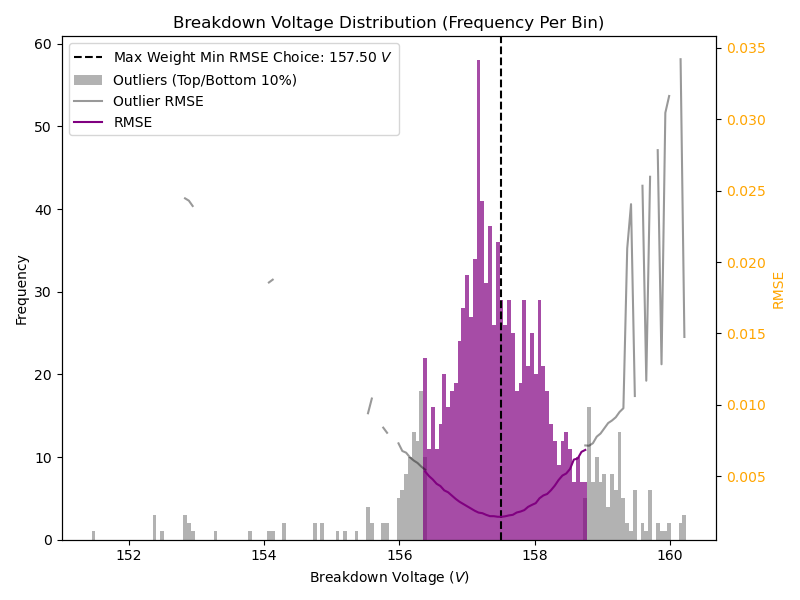 Breakdown Voltage Distribution (Frequency Per Bin)
Max Weight Min RMSE Choice: 157.50 V
Outliers (Top/Bottom 10%)
Outlier RMSE
RMSE
60
50
40
30
20
10
0
Frequency
0.035
0.030
0.025
0.020
0.015
0.010
0.005
RMSE
152
154
156
158
160
Breakdown Voltage (V)